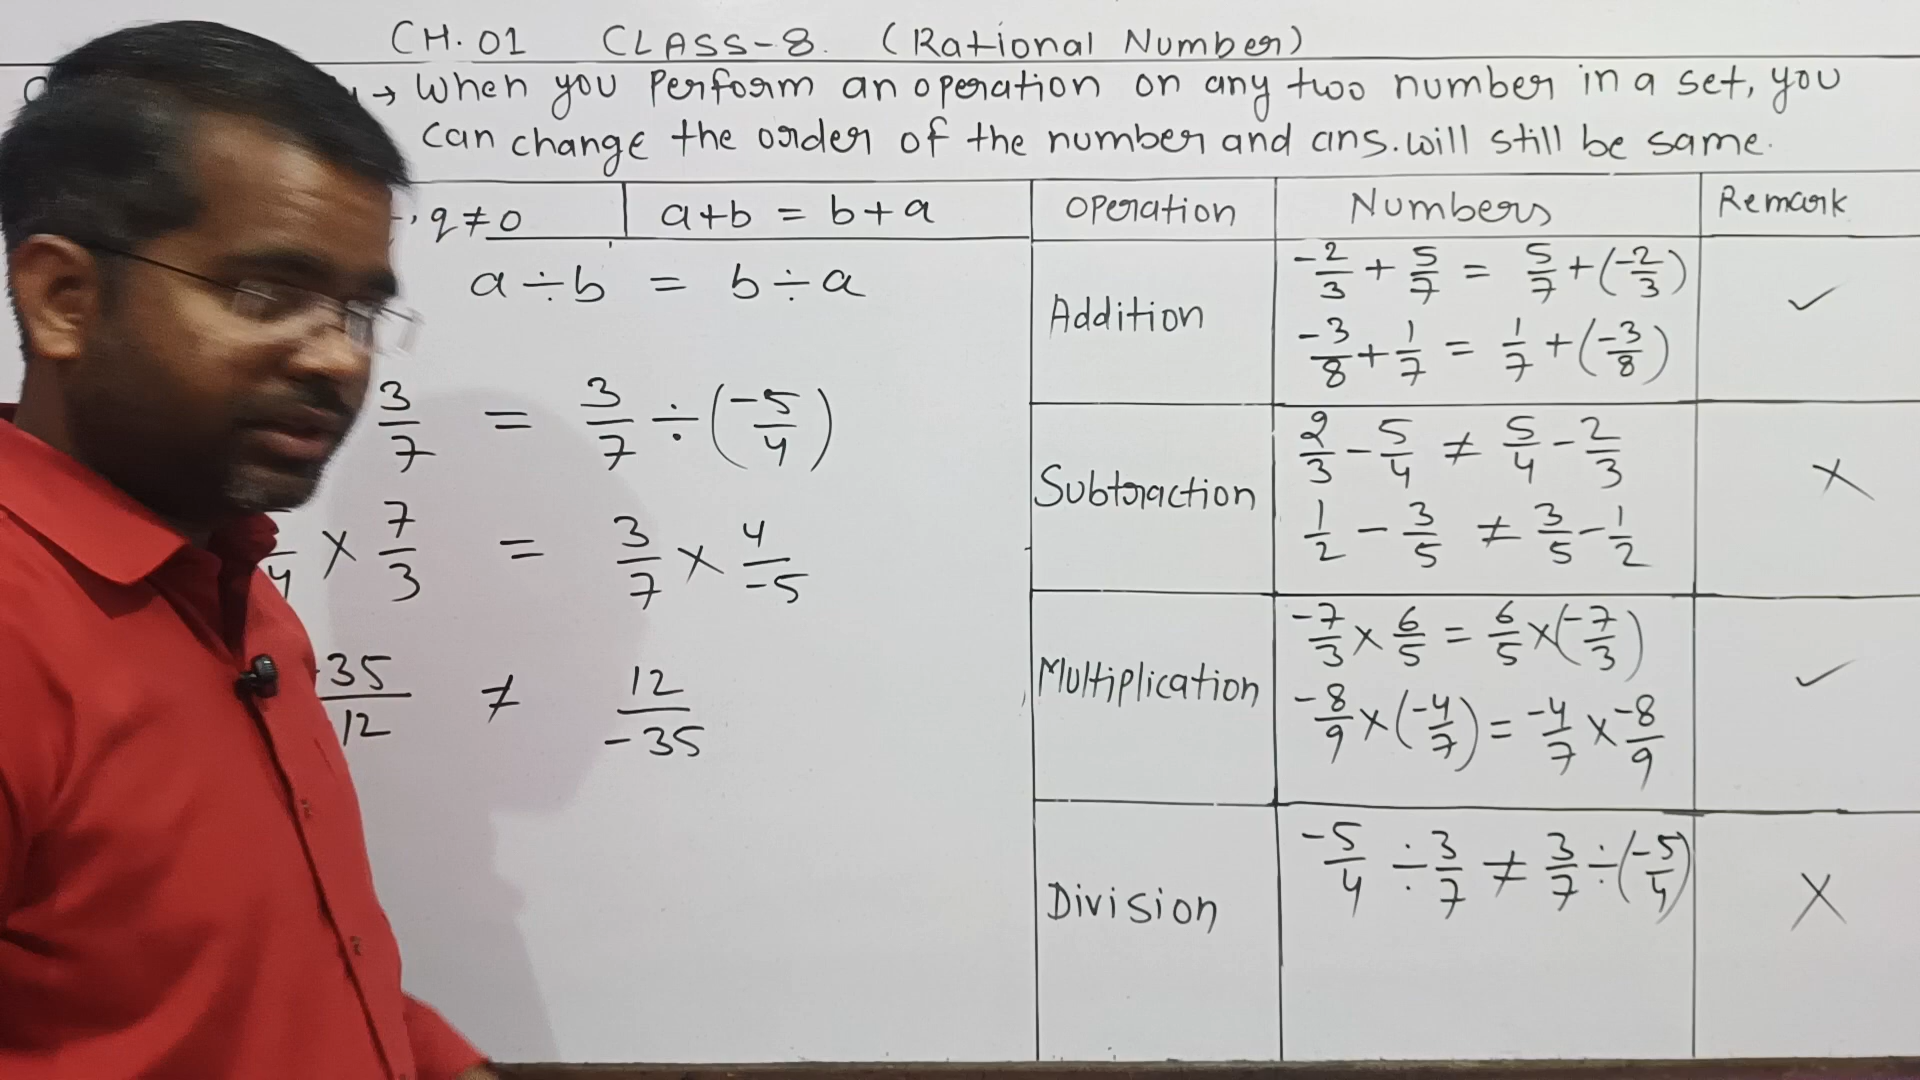 CH. 01 CLASS-8. (Rational Number)
→ When you Perform an operation on any two number in a set, you
can change the order of the number and ans. will still be same.
q ≠ 0 a+b = b+a
a ÷ b = b ÷ a
3/7 = 3/7 ÷ (-5/4)
4 × 7/3 = 3/7 × 4/-5
-35/12 ≠ 12/-35
Operation Numbers Remark
Addition -2/3 + 5/7 = 5/7 + (-2/3) ✓
-3/8 + 1/7 = 1/7 + (-3/8)
Subtraction 2/3 - 5/4 ≠ 5/4 - 2/3 ×
1/2 - 3/5 ≠ 3/5 - 1/2
Multiplication -7/3 × 6/5 = 6/5 × (-7/3) ✓
-8/9 × (-4/7) = -4/7 × -8/9
Division -5/4 ÷ 3/7 ≠ 3/7 ÷ (-5/4) ×